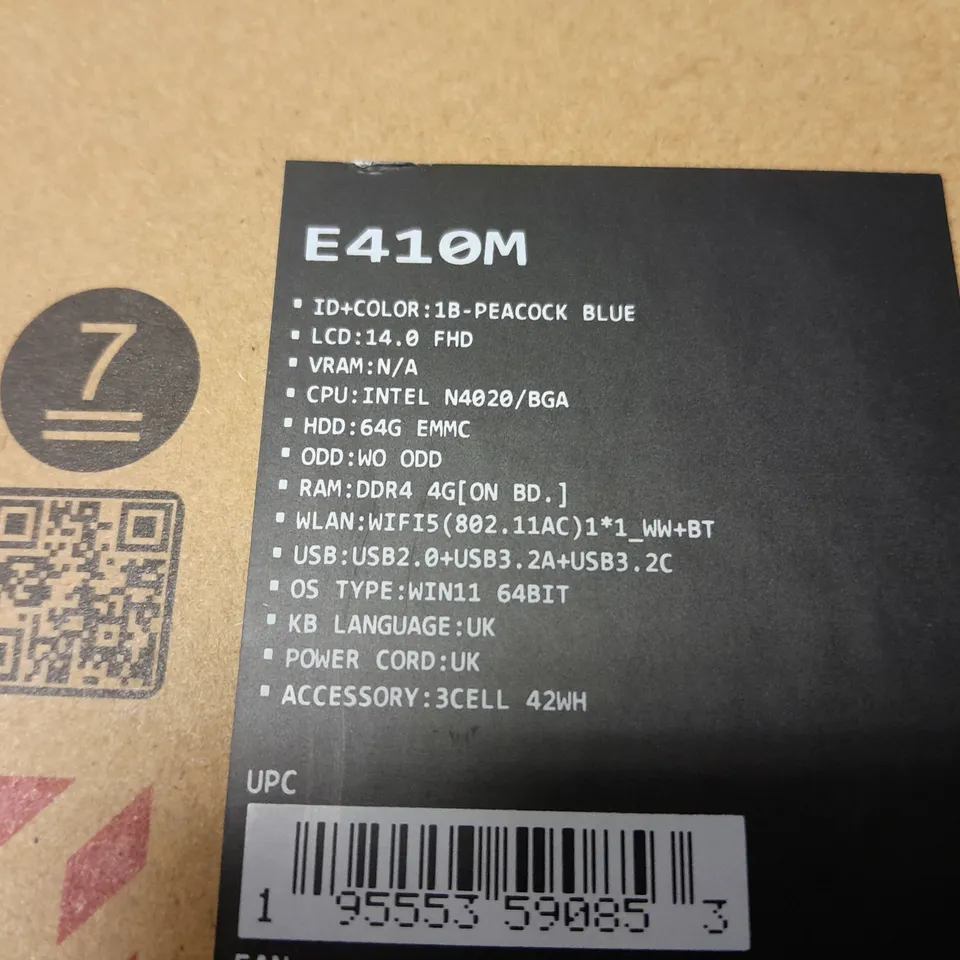 E410M
▪ ID+COLOR:1B-PEACOCK BLUE
▪ LCD:14.0 FHD
▪ VRAM:N/A
▪ CPU:INTEL N4020/BGA
▪ HDD:64G EMMC
▪ ODD:WO ODD
▪ RAM:DDR4 4G[ON BD.]
▪ WLAN:WIFI5(802.11AC)1*1_WW+BT
▪ USB:USB2.0+USB3.2A+USB3.2C
▪ OS TYPE:WIN11 64BIT
▪ KB LANGUAGE:UK
▪ POWER CORD:UK
▪ ACCESSORY:3CELL 42WH
UPC
1 95553 59085 3
EAN
7